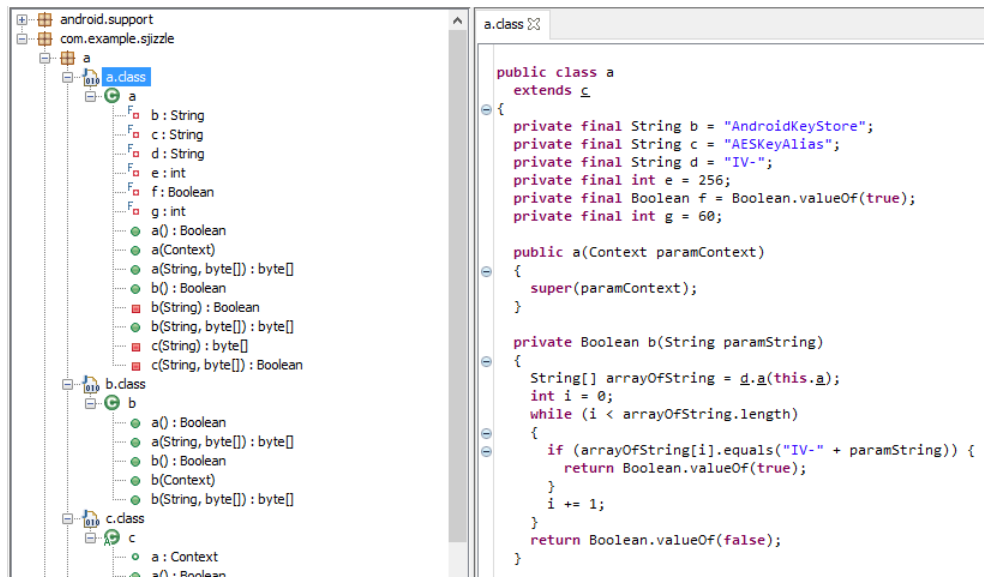 android.support
com.example.sjizzle
a
a.class
a
b : String
c : String
d : String
e : int
f : Boolean
g : int
a() : Boolean
a(Context)
a(String, byte[]) : byte[]
b() : Boolean
b(String) : Boolean
b(String, byte[]) : byte[]
c(String) : byte[]
c(String, byte[]) : Boolean
b.class
b
a() : Boolean
a(String, byte[]) : byte[]
b() : Boolean
b(Context)
b(String, byte[]) : byte[]
c.class
c
a : Context
a() : Boolean
a.class
public class a
extends c
{
private final String b = "AndroidKeyStore";
private final String c = "AESKeyAlias";
private final String d = "IV-";
private final int e = 256;
private final Boolean f = Boolean.valueOf(true);
private final int g = 60;
public a(Context paramContext)
{
super(paramContext);
}
private Boolean b(String paramString)
{
String[] arrayOfString = d.a(this.a);
int i = 0;
while (i < arrayOfString.length)
{
if (arrayOfString[i].equals("IV-" + paramString)) {
return Boolean.valueOf(true);
}
i += 1;
}
return Boolean.valueOf(false);
}